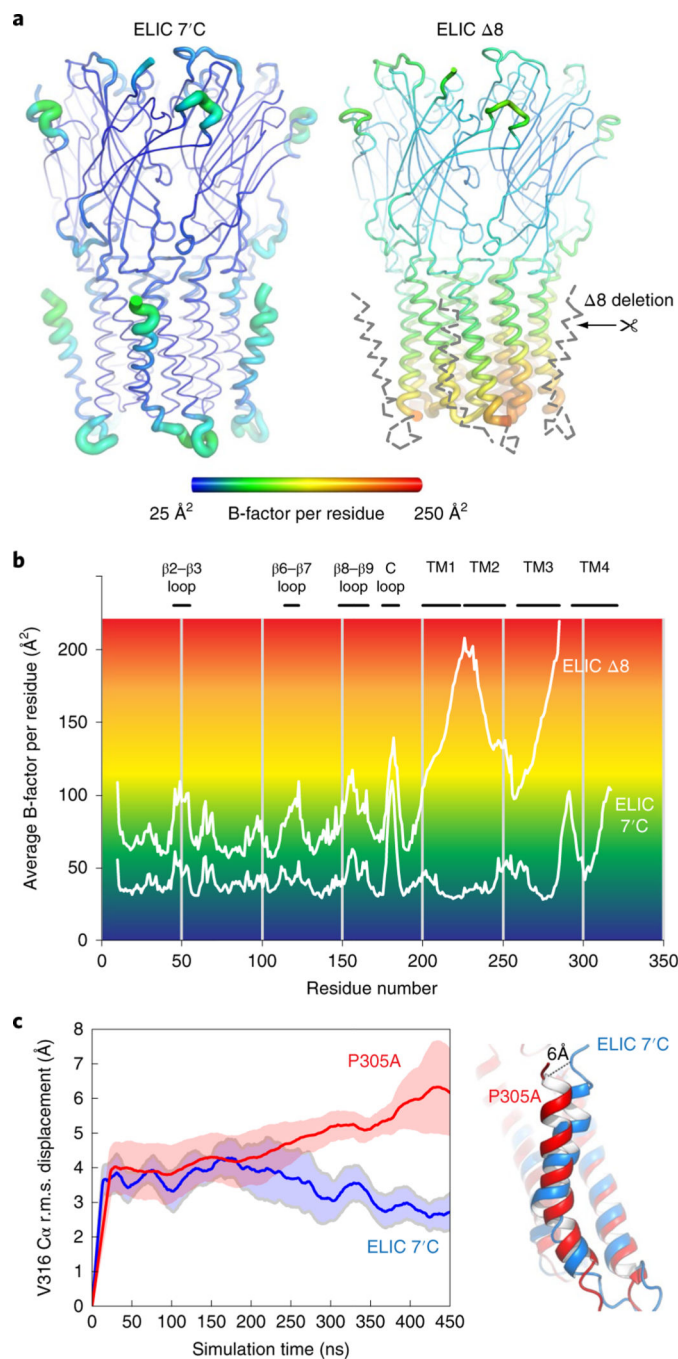 a
ELIC 7′C
ELIC Δ8
Δ8 deletion
25 Å²
B-factor per residue
250 Å²
b
β2–β3
loop
β6–β7
loop
β8–β9
loop
C
loop
TM1
TM2
TM3
TM4
Average B-factor per residue (Å²)
200
150
100
50
0
ELIC Δ8
ELIC
7′C
0
50
100
150
200
250
300
350
Residue number
c
V316 Cα r.m.s. displacement (Å)
8
7
6
5
4
3
2
1
0
P305A
ELIC 7′C
0
50
100
150
200
250
300
350
400
450
Simulation time (ns)
6Å
ELIC 7′C
P305A